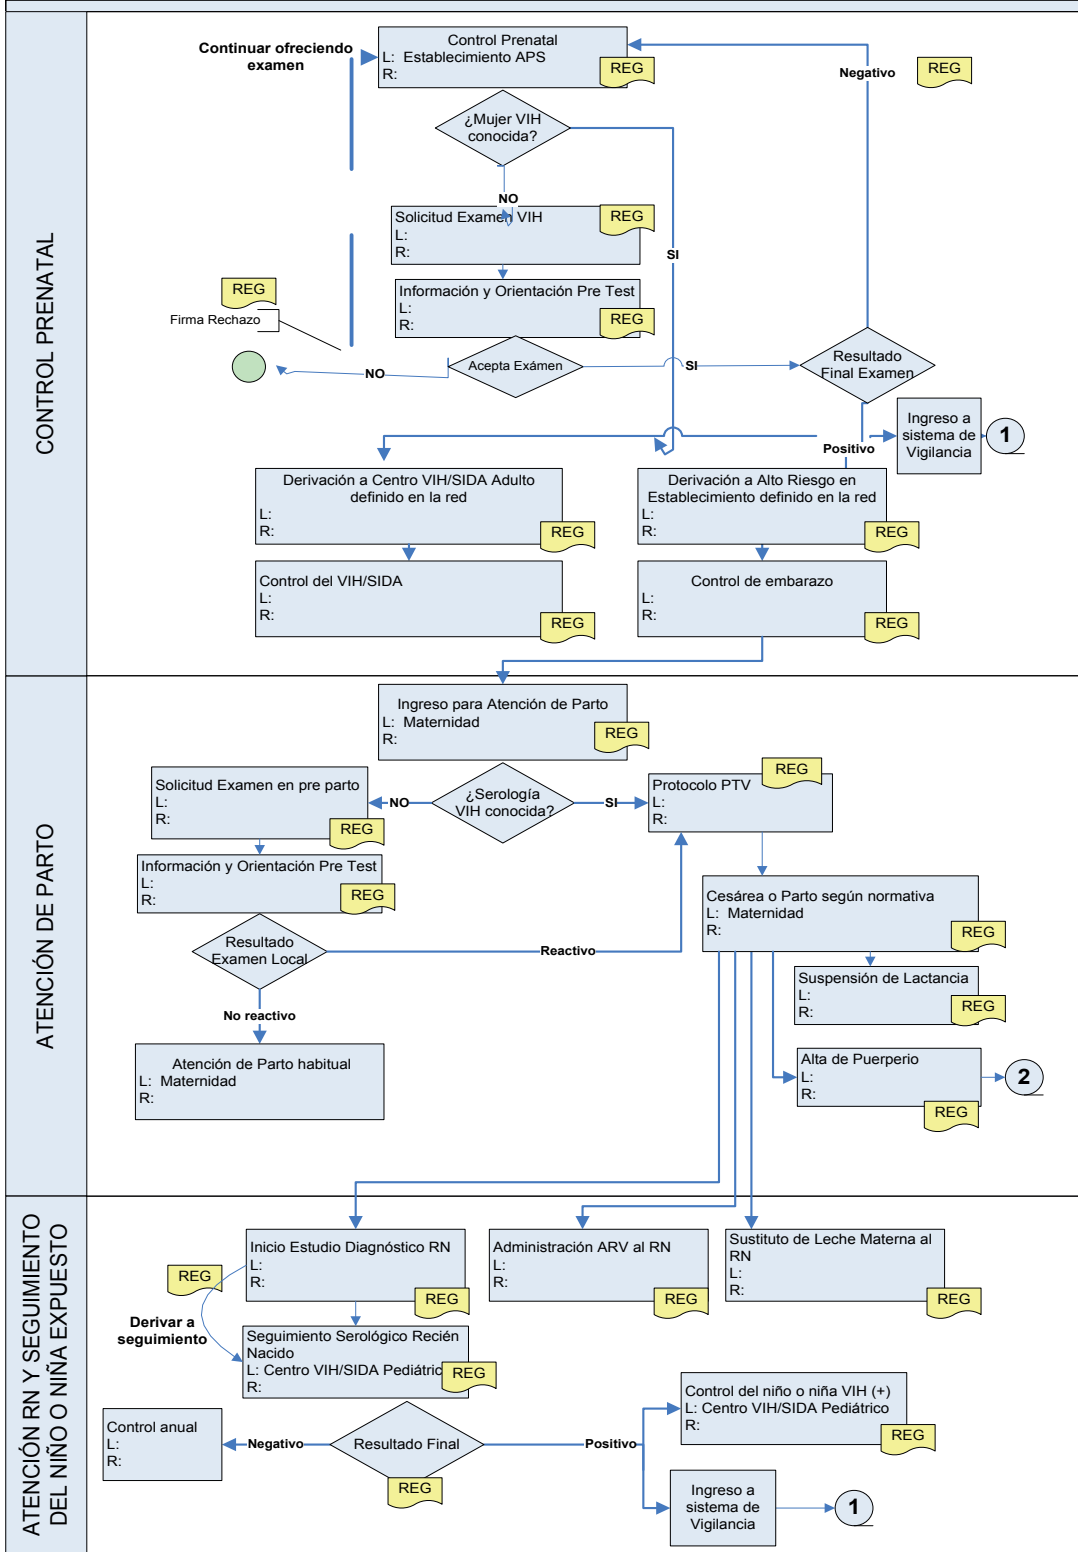 CONTROL PRENATAL
Continuar ofreciendo
examen
Control Prenatal
L: Establecimiento APS
R:
REG
Negativo
REG
¿Mujer VIH
conocida?
NO
SI
Solicitud Examen VIH
L:
R:
REG
Información y Orientación Pre Test
L:
R:
REG
REG
Firma Rechazo
NO
Acepta Exámen
SI
Resultado
Final Examen
Positivo
Ingreso a
sistema de
Vigilancia
1
Derivación a Centro VIH/SIDA Adulto
definido en la red
L:
R:
REG
Derivación a Alto Riesgo en
Establecimiento definido en la red
L:
R:
REG
Control del VIH/SIDA
L:
R:
REG
Control de embarazo
L:
R:
REG
ATENCIÓN DE PARTO
Ingreso para Atención de Parto
L: Maternidad
R:
REG
¿Serología
VIH conocida?
NO
SI
Solicitud Examen en pre parto
L:
R:
REG
Protocolo PTV
L:
R:
REG
Información y Orientación Pre Test
L:
R:
REG
Cesárea o Parto según normativa
L: Maternidad
R:
REG
Resultado
Examen Local
Reactivo
No reactivo
Suspensión de Lactancia
L:
R:
REG
Atención de Parto habitual
L: Maternidad
R:
Alta de Puerperio
L:
R:
REG
2
ATENCIÓN RN Y SEGUIMIENTO
DEL NIÑO O NIÑA EXPUESTO
Inicio Estudio Diagnóstico RN
L:
R:
REG
Administración ARV al RN
L:
R:
REG
Sustituto de Leche Materna al
RN
L:
R:
REG
REG
Derivar a
seguimiento
Seguimiento Serológico Recién
Nacido
L: Centro VIH/SIDA Pediátric
R:
REG
Control anual
L:
R:
Negativo
Resultado Final
REG
Positivo
Control del niño o niña VIH (+)
L: Centro VIH/SIDA Pediátrico
R:
REG
Ingreso a
sistema de
Vigilancia
1